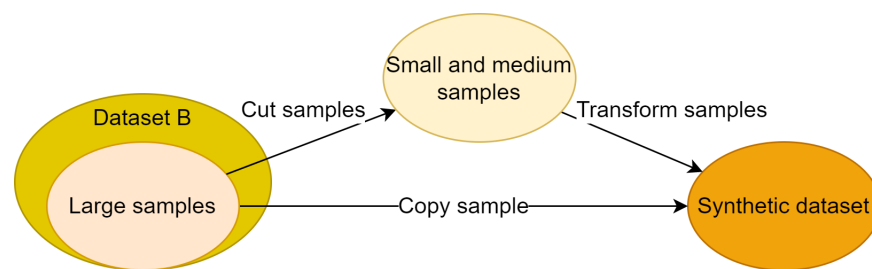 Small and medium
samples
Cut samples
Transform samples
Dataset B
Large samples
Copy sample
Synthetic dataset